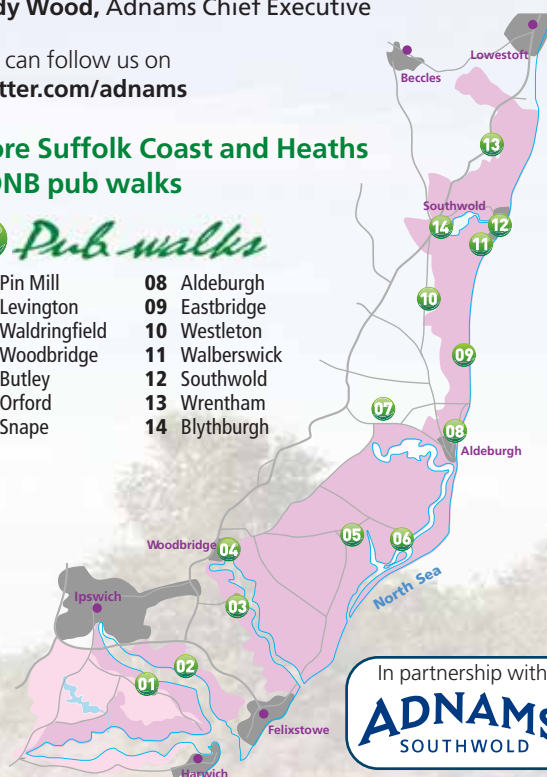 dy Wood, Adnams Chief Executive
can follow us on
tter.com/adnams
ore Suffolk Coast and Heaths
ONB pub walks
Pub walks
Pin Mill
Levington
Waldringfield
Woodbridge
Butley
Orford
Snape
08 Aldeburgh
09 Eastbridge
10 Westleton
11 Walberswick
12 Southwold
13 Wrentham
14 Blythburgh
Lowestoft
Beccles
13
Southwold
14
12
11
10
09
07
08
Aldeburgh
Woodbridge
04
05
06
North Sea
Ipswich
03
02
01
Felixstowe
Harwich
In partnership with
ADNAMS
SOUTHWOLD